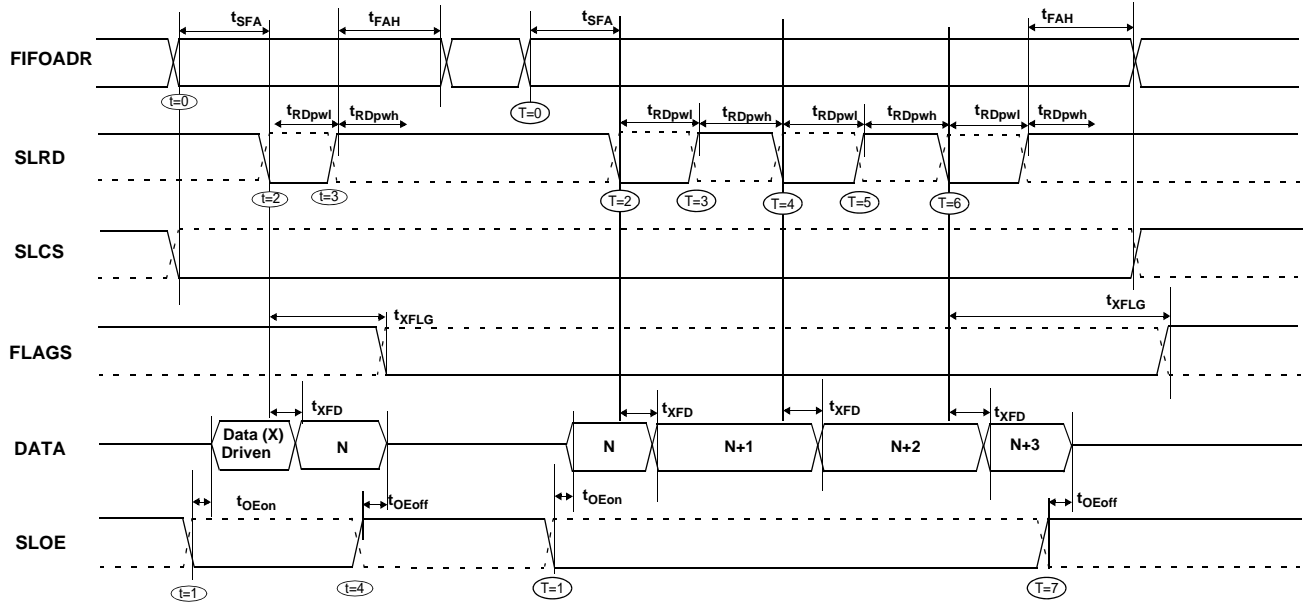 tSFA tFAH tSFA tFAH
FIFOADR
t=0 T=0
tRDpwl tRDpwh tRDpwl tRDpwh tRDpwl tRDpwh tRDpwl tRDpwh
SLRD
t=2 t=3 T=2 T=3 T=4 T=5 T=6
SLCS
tXFLG tXFLG
FLAGS
tXFD tXFD tXFD tXFD
DATA
Data (X)
Driven
N N N+1 N+2 N+3
tOEon tOEoff tOEon tOEoff
SLOE
t=1 t=4 T=1 T=7